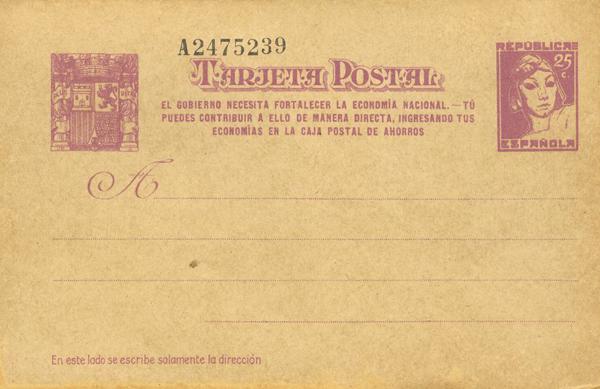 A2475239
TARJETA POSTAL
REPÚBLICA
25
C.
EL GOBIERNO NECESITA FORTALECER LA ECONOMÍA NACIONAL.—TÚ
PUEDES CONTRIBUIR A ELLO DE MANERA DIRECTA, INGRESANDO TUS
ECONOMÍAS EN LA CAJA POSTAL DE AHORROS
ESPAÑOLA
A
En este lado se escribe solamente la dirección